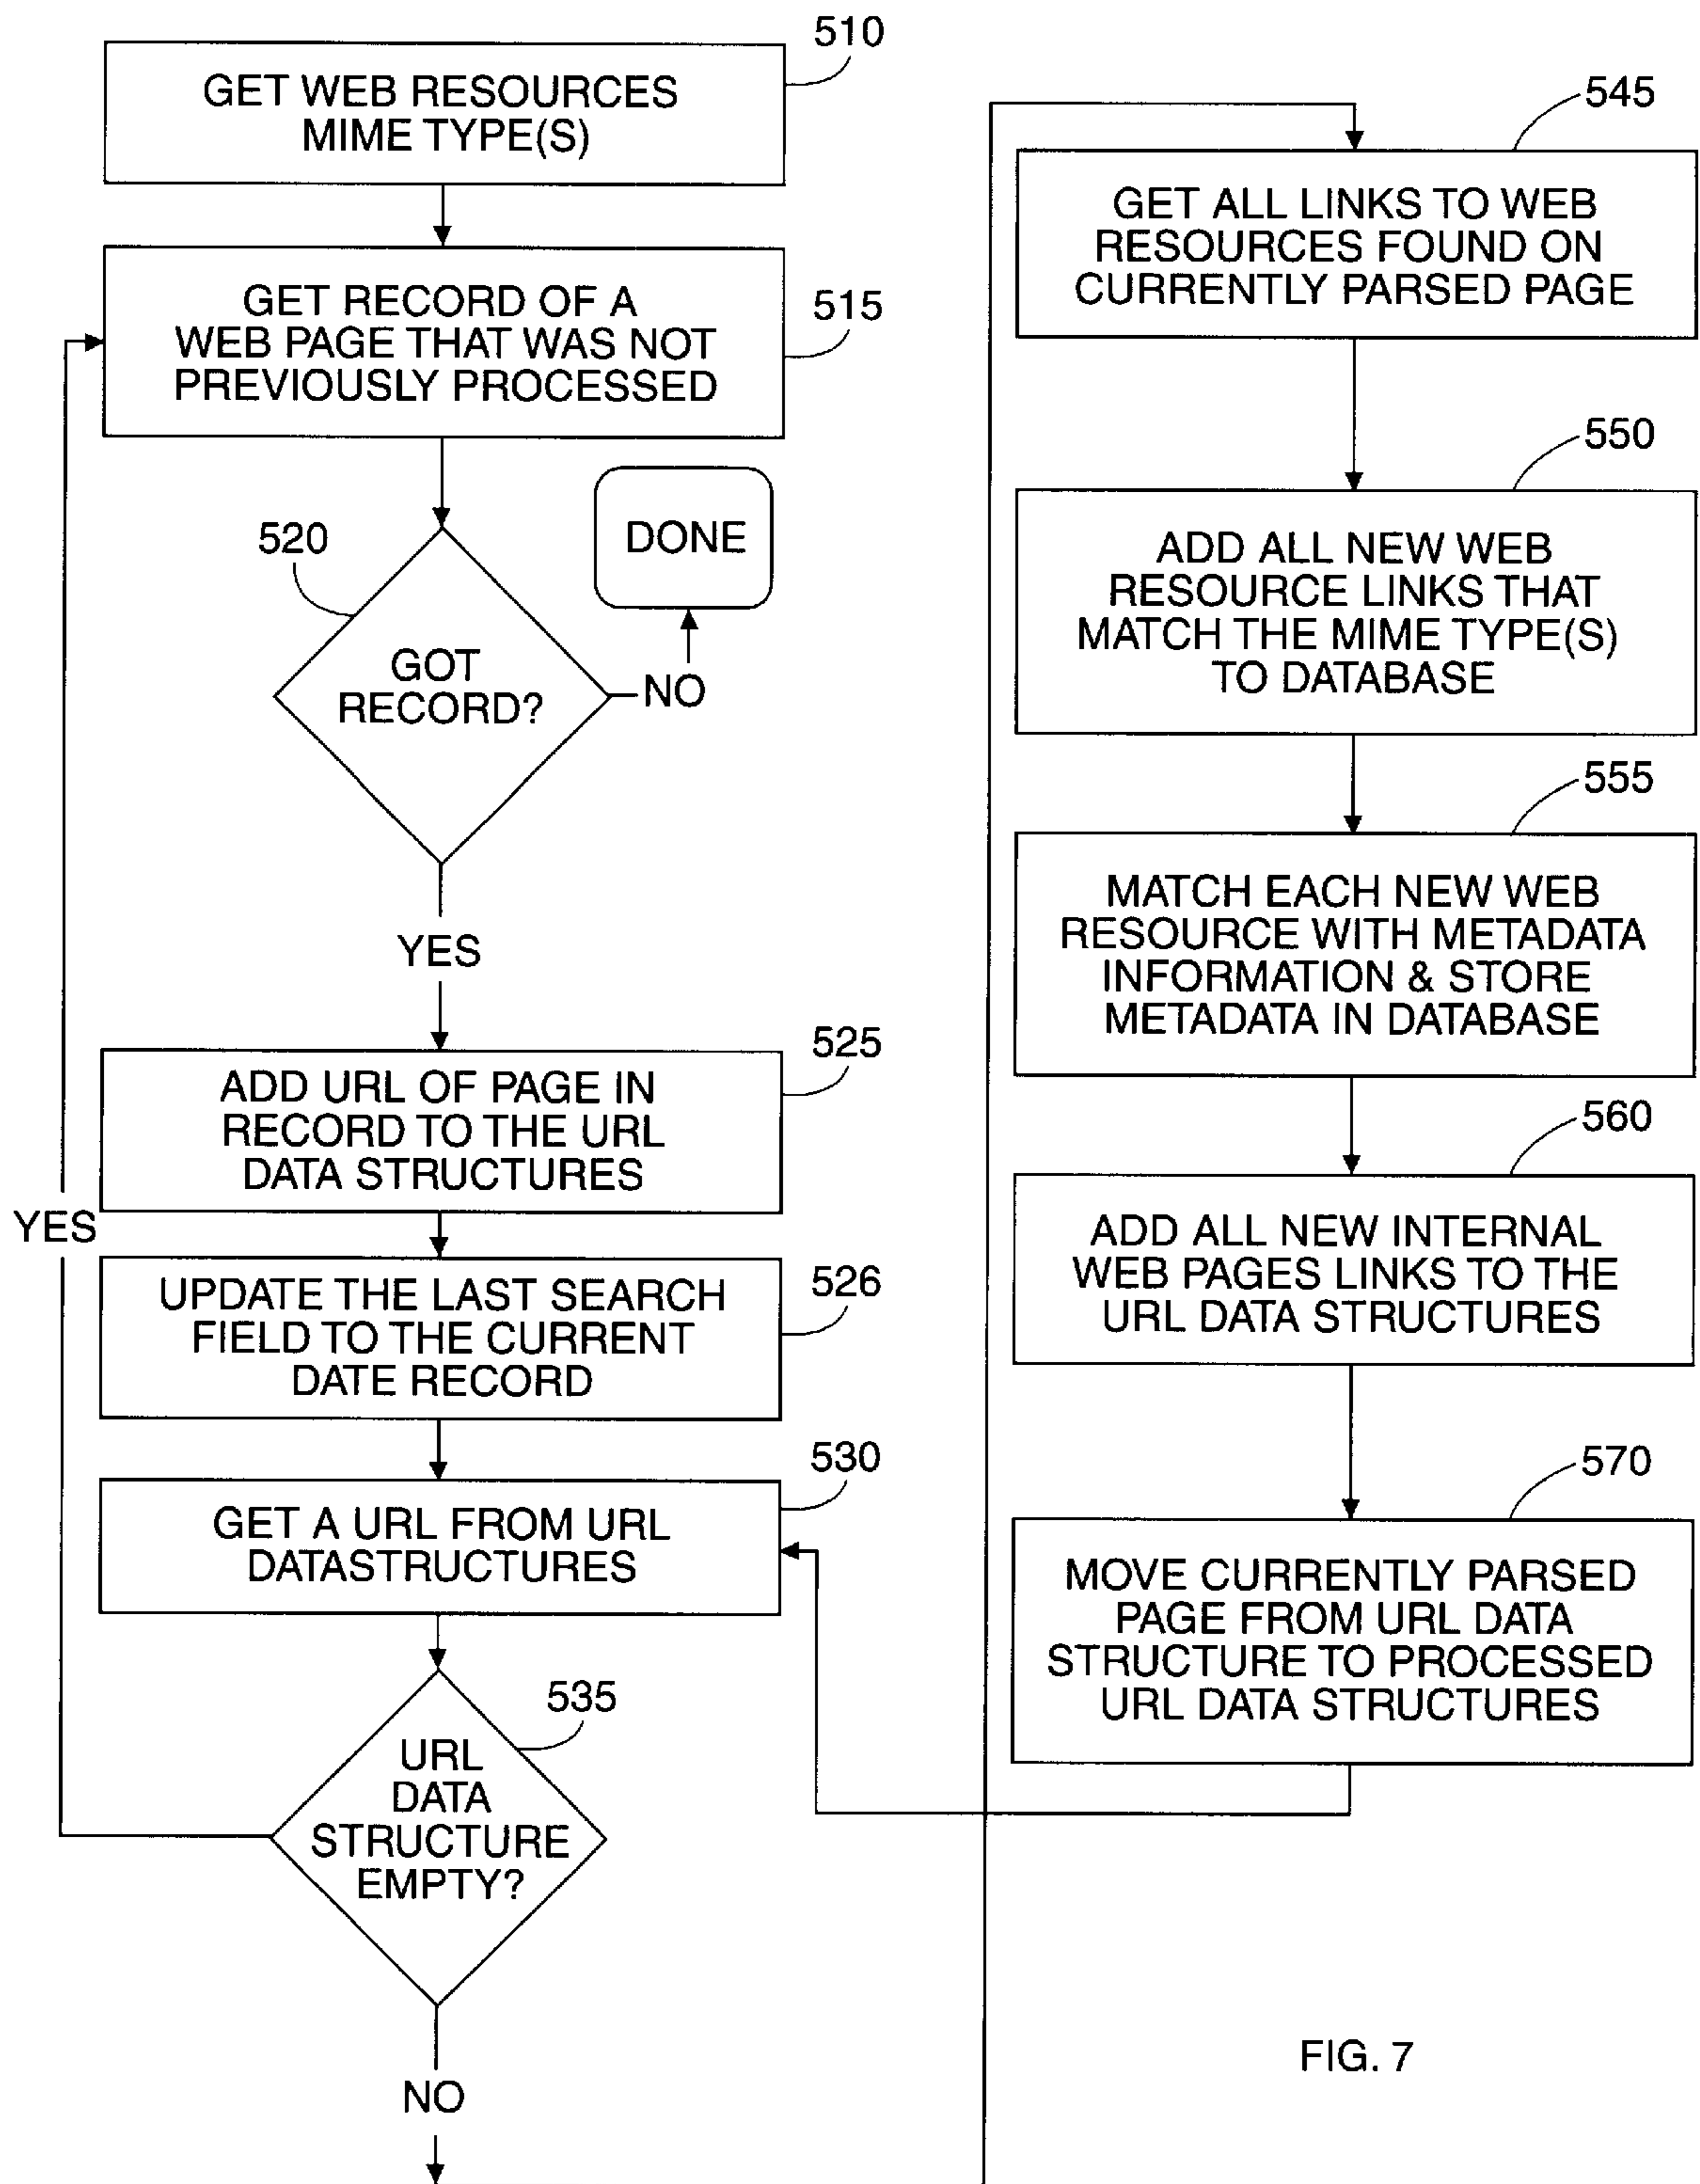 510
GET WEB RESOURCES
MIME TYPE(S)
GET RECORD OF A
WEB PAGE THAT WAS NOT
PREVIOUSLY PROCESSED
515
520
GOT
RECORD?
NO
DONE
YES
525
ADD URL OF PAGE IN
RECORD TO THE URL
DATA STRUCTURES
YES
526
UPDATE THE LAST SEARCH
FIELD TO THE CURRENT
DATE RECORD
530
GET A URL FROM URL
DATASTRUCTURES
535
URL
DATA
STRUCTURE
EMPTY?
NO
545
GET ALL LINKS TO WEB
RESOURCES FOUND ON
CURRENTLY PARSED PAGE
550
ADD ALL NEW WEB
RESOURCE LINKS THAT
MATCH THE MIME TYPE(S)
TO DATABASE
555
MATCH EACH NEW WEB
RESOURCE WITH METADATA
INFORMATION & STORE
METADATA IN DATABASE
560
ADD ALL NEW INTERNAL
WEB PAGES LINKS TO THE
URL DATA STRUCTURES
570
MOVE CURRENTLY PARSED
PAGE FROM URL DATA
STRUCTURE TO PROCESSED
URL DATA STRUCTURES
FIG. 7